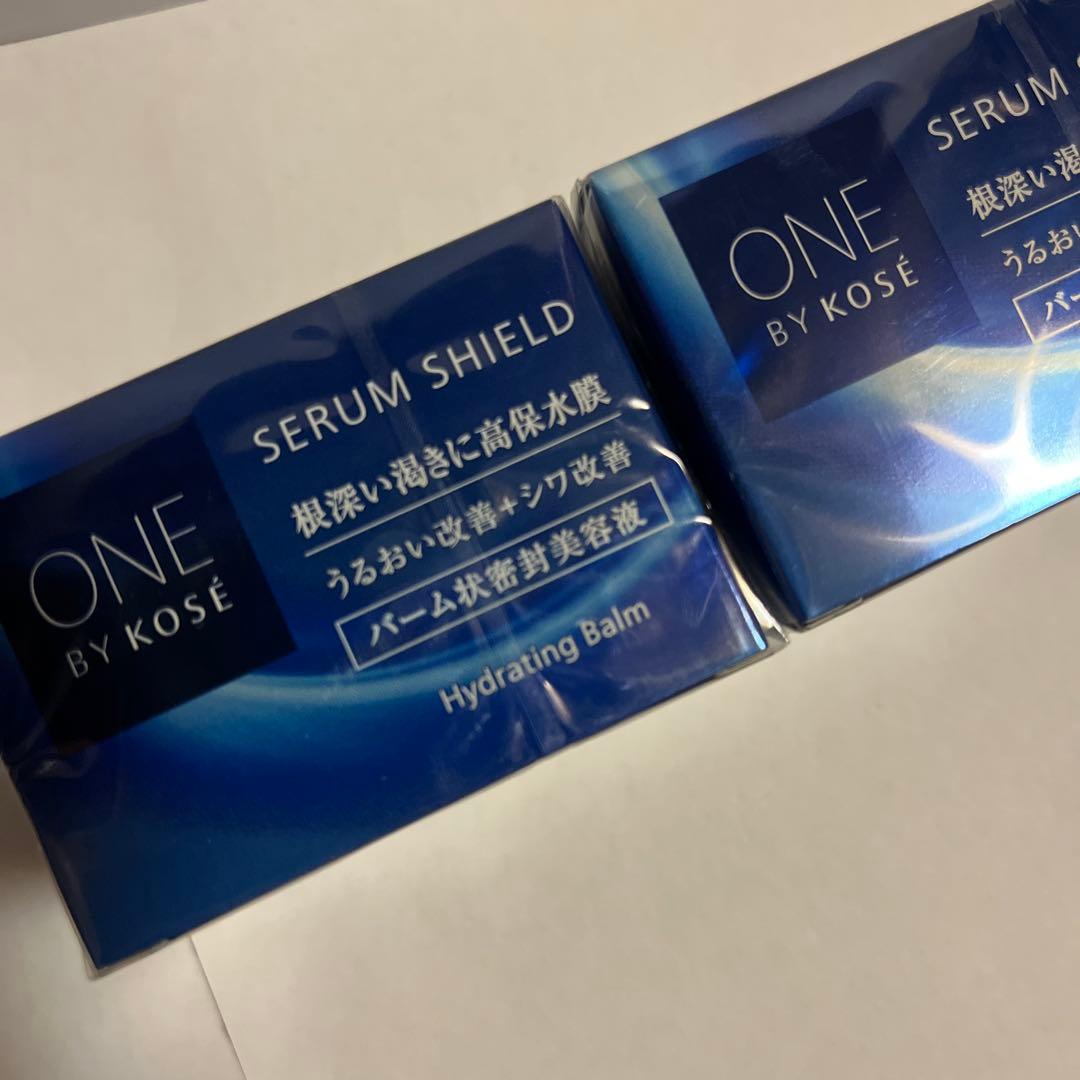 ONE
BY KOSÉ
SERUM SHIELD
根深い渇きに高保水膜
うるおい改善+シワ改善
バーム状密封美容液
Hydrating Balm
ONE
BY KOSÉ
SERUM
根深い渇
うるおい
バー